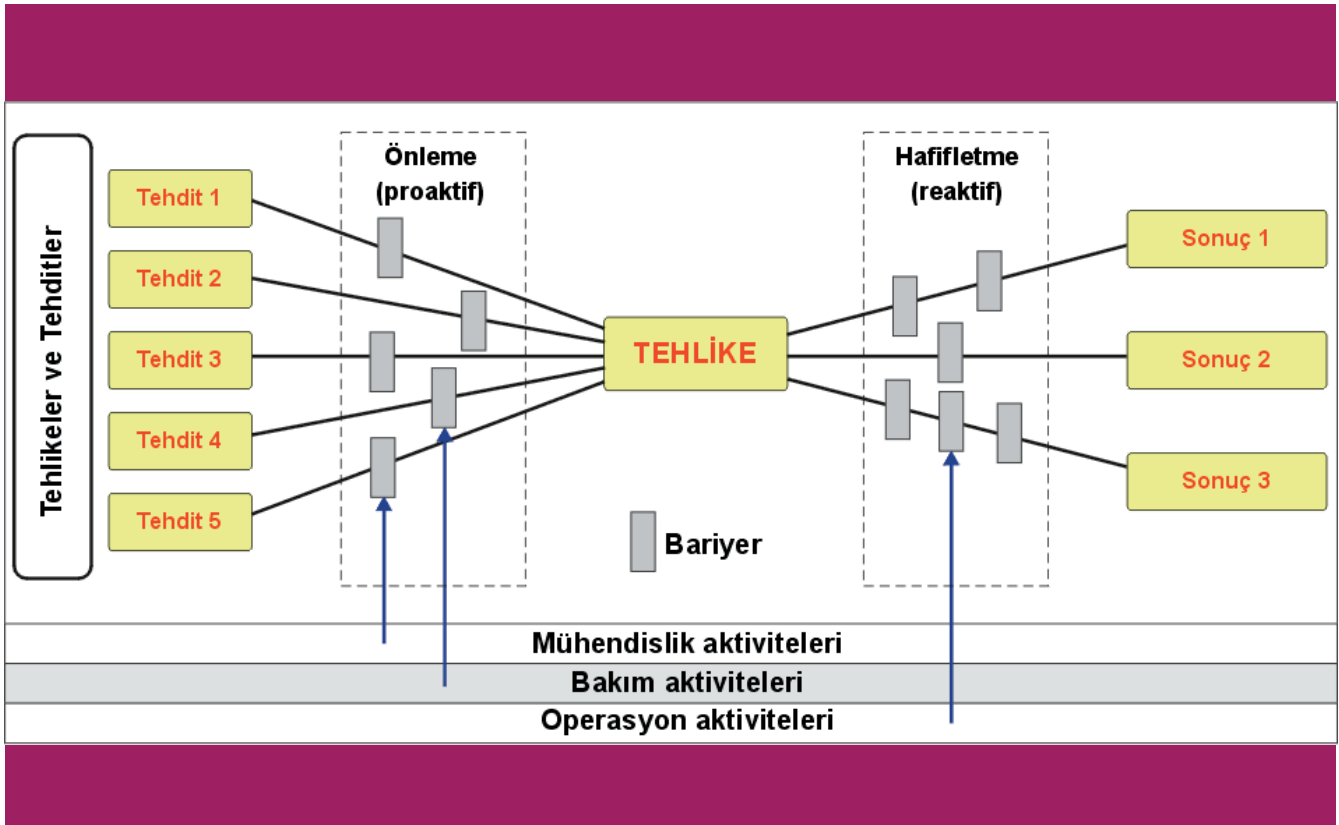 Tehlikeler ve Tehditler
Tehdit 1
Tehdit 2
Tehdit 3
Tehdit 4
Tehdit 5
Önleme
(proaktif)
TEHLİKE
Bariyer
Hafifletme
(reaktif)
Sonuç 1
Sonuç 2
Sonuç 3
Mühendislik aktiviteleri
Bakım aktiviteleri
Operasyon aktiviteleri